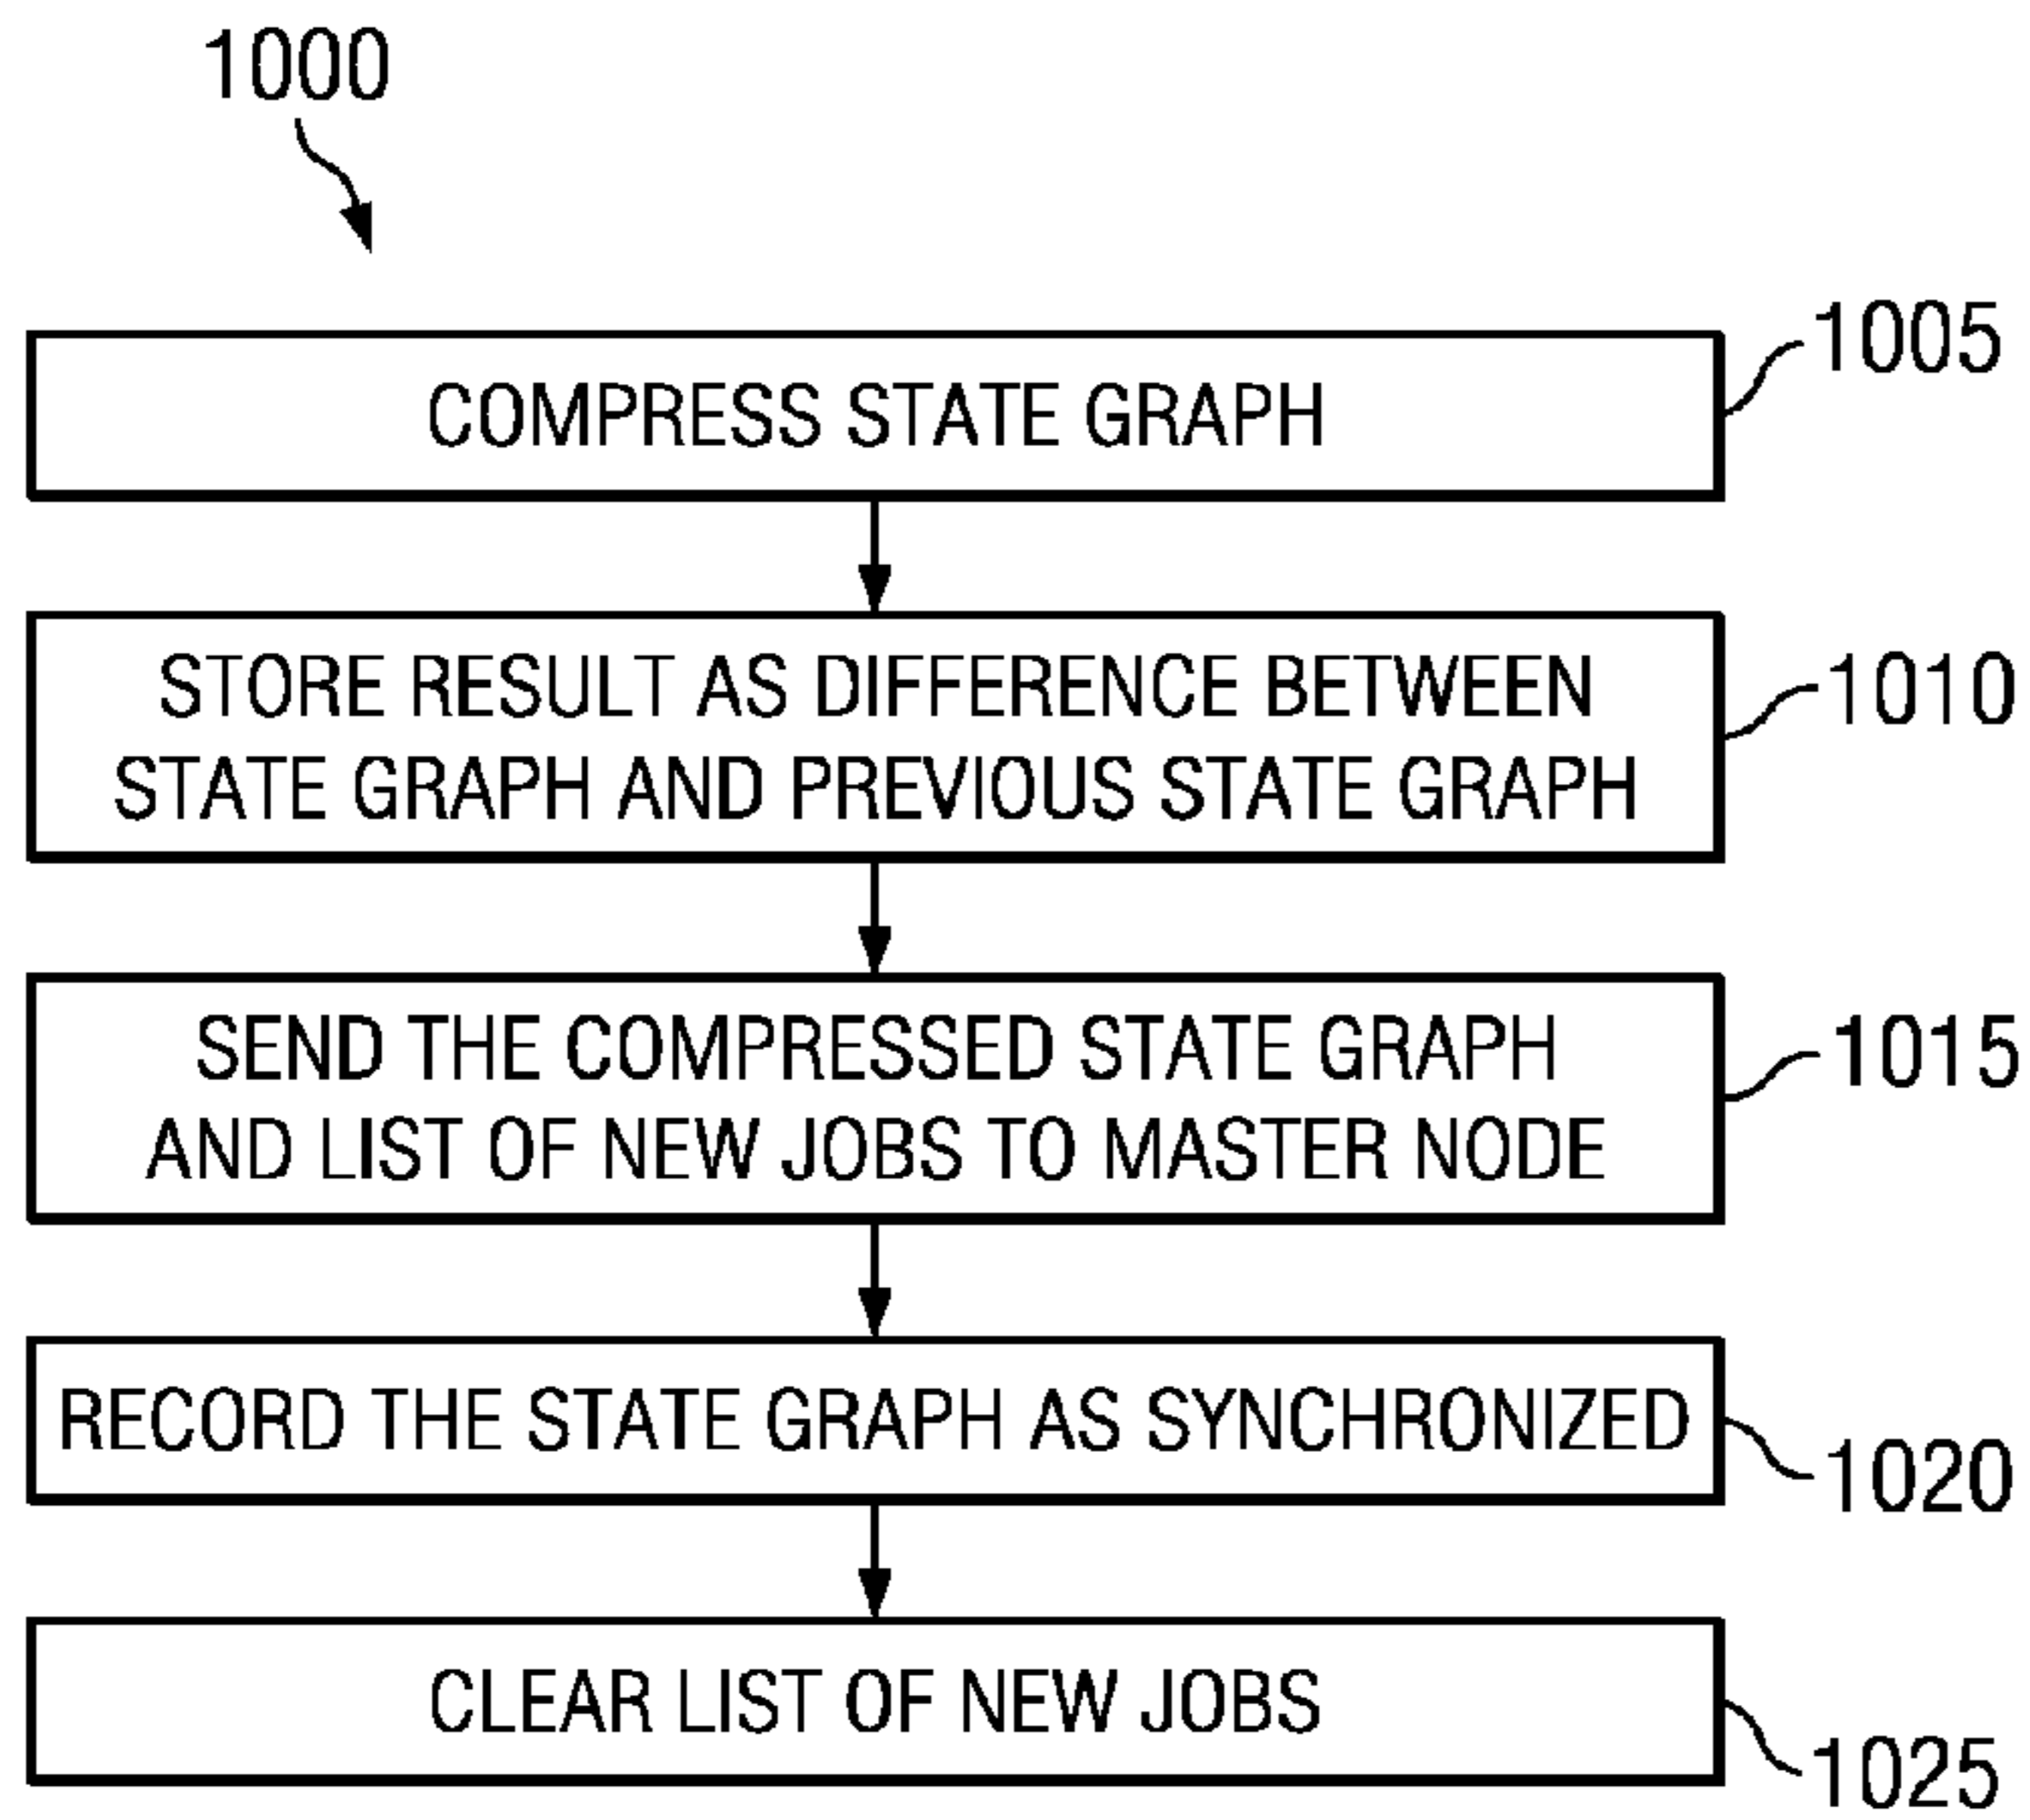 1000
COMPRESS STATE GRAPH
1005
STORE RESULT AS DIFFERENCE BETWEEN
STATE GRAPH AND PREVIOUS STATE GRAPH
1010
SEND THE COMPRESSED STATE GRAPH
AND LIST OF NEW JOBS TO MASTER NODE
1015
RECORD THE STATE GRAPH AS SYNCHRONIZED
1020
CLEAR LIST OF NEW JOBS
1025